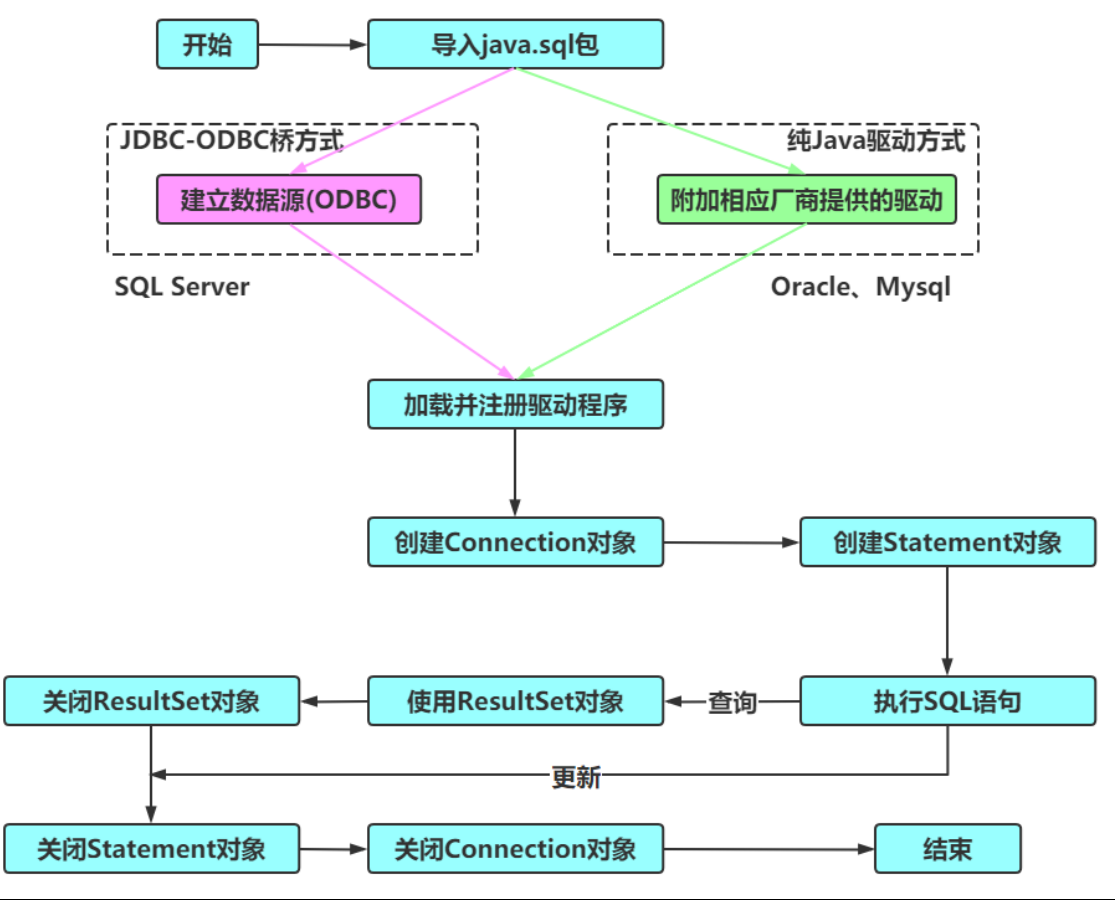 开始
导入java.sql包
JDBC-ODBC桥方式
纯Java驱动方式
建立数据源(ODBC)
附加相应厂商提供的驱动
SQL Server
Oracle、Mysql
加载并注册驱动程序
创建Connection对象
创建Statement对象
关闭ResultSet对象
使用ResultSet对象
查询
执行SQL语句
更新
关闭Statement对象
关闭Connection对象
结束